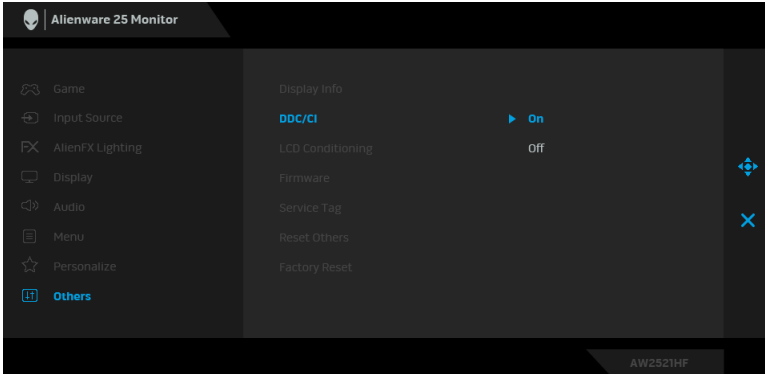 Alienware 25 Monitor
Game
Input Source
FX AlienFX Lighting
Display
Audio
Menu
Personalize
Others
Display Info
DDC/CI On
LCD Conditioning Off
Firmware
Service Tag
Reset Others
Factory Reset
AW2521HF